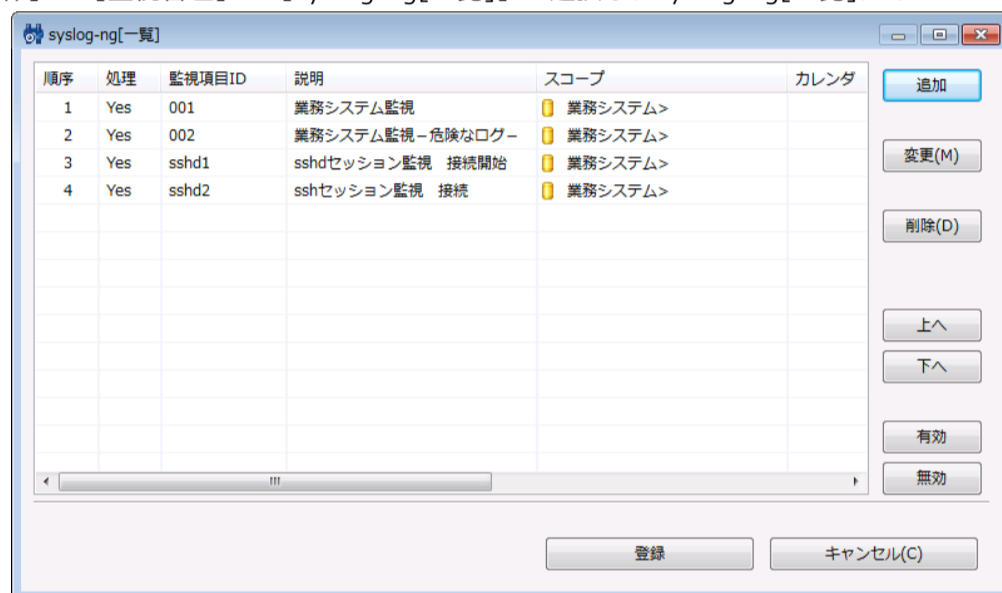 syslog-ng[一覧]
順序 処理 監視項目ID 説明 スコープ カレンダ
1 Yes 001 業務システム監視 業務システム>
2 Yes 002 業務システム監視－危険なログ－ 業務システム>
3 Yes sshd1 sshdセッション監視　接続開始 業務システム>
4 Yes sshd2 sshセッション監視　接続 業務システム>
追加
変更(M)
削除(D)
上へ
下へ
有効
無効
登録 キャンセル(C)